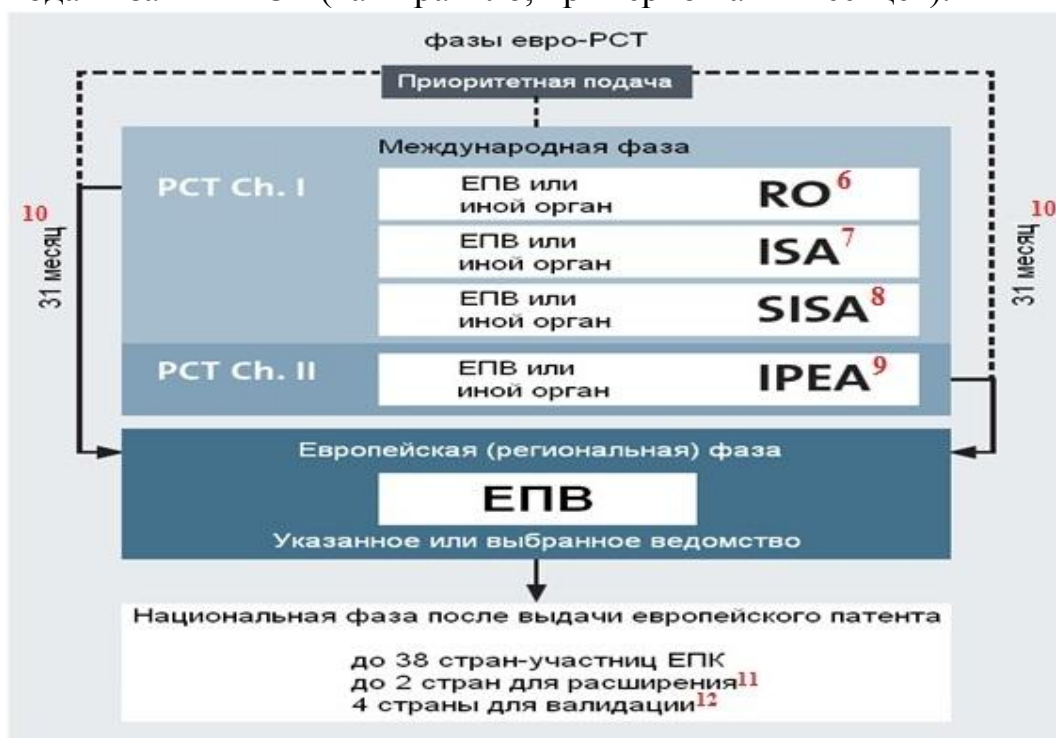 фазы евро-РСТ
Приоритетная подача
Международная фаза
PCT Ch. I
ЕПВ или
иной орган
RO6
ЕПВ или
иной орган
ISA7
ЕПВ или
иной орган
SISA8
PCT Ch. II
ЕПВ или
иной орган
IPEA9
10
31 месяц
10
31 месяц
Европейская (региональная) фаза
ЕПВ
Указанное или выбранное ведомство
Национальная фаза после выдачи европейского патента
до 38 стран-участниц ЕПК
до 2 стран для расширения11
4 страны для валидации12